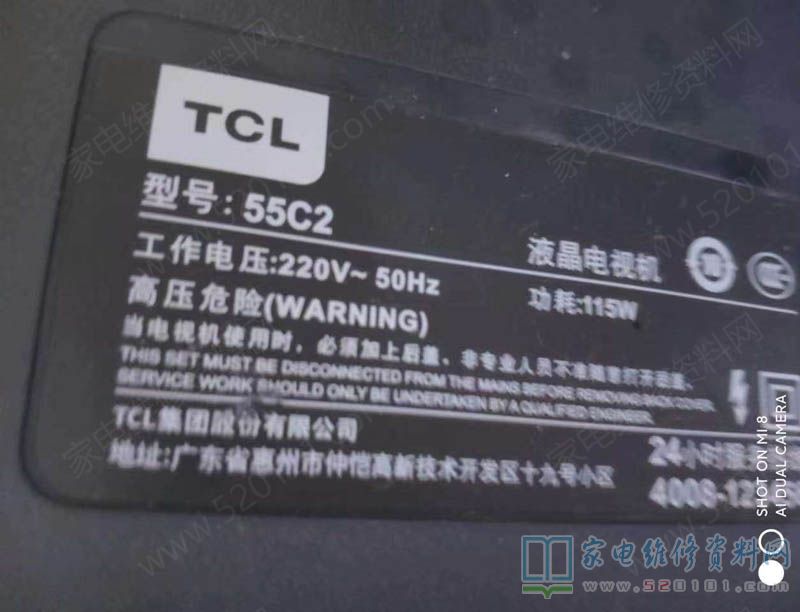 TCL
型号: 55C2
液晶电视机
工作电压:220V~ 50Hz
功耗:115W
高压危险(WARNING)
当电视机使用时，必须加上后盖，非专业人员不准随意打开后盖。
THIS SET MUST BE DISCONNECTED FROM THE MAINS BEFORE REMOVING BACK COVER
SERVICE WORK SHOULD ONLY BE UNDERTAKEN BY A QUALIFIED ENGINEER
TCL集团股份有限公司
地址:广东省惠州市仲恺高新技术开发区十九号小区
24小时服
4008-12
SHOT ON MI 8
AI DUAL CAMERA
家电维修资料网
www.520101.com